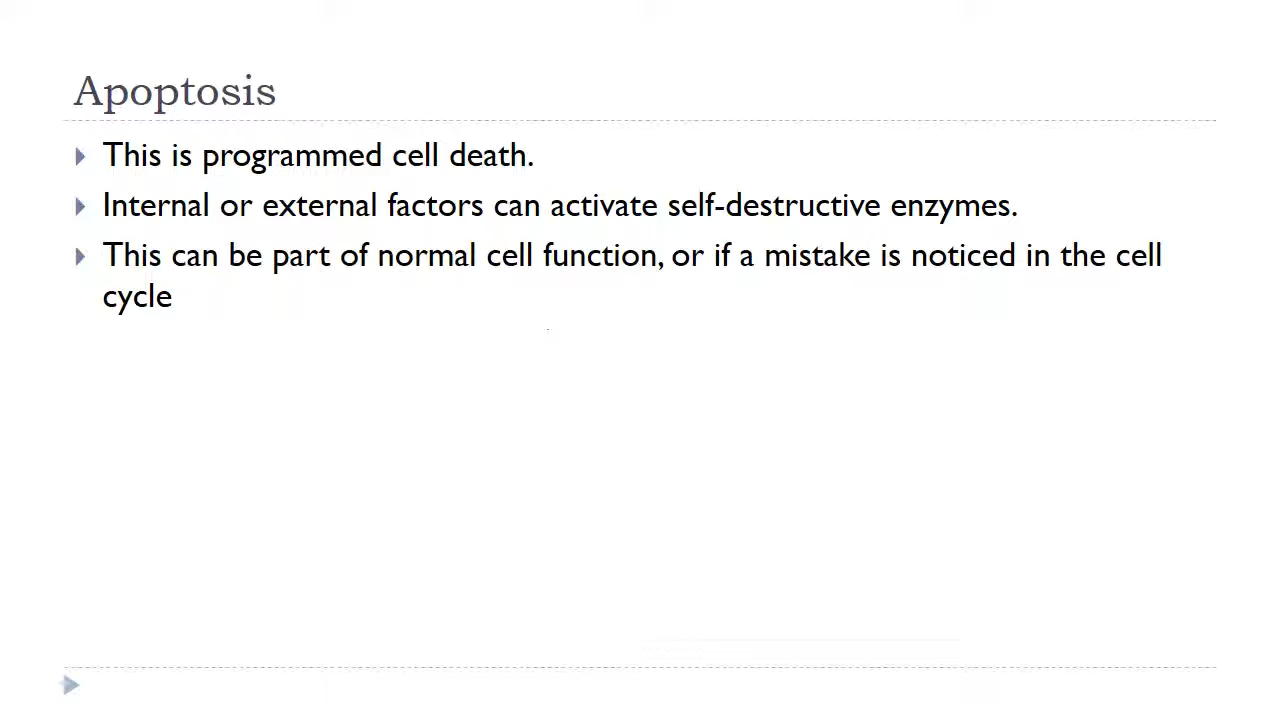 Apoptosis
This is programmed cell death.
Internal or external factors can activate self-destructive enzymes.
This can be part of normal cell function, or if a mistake is noticed in the cell
cycle